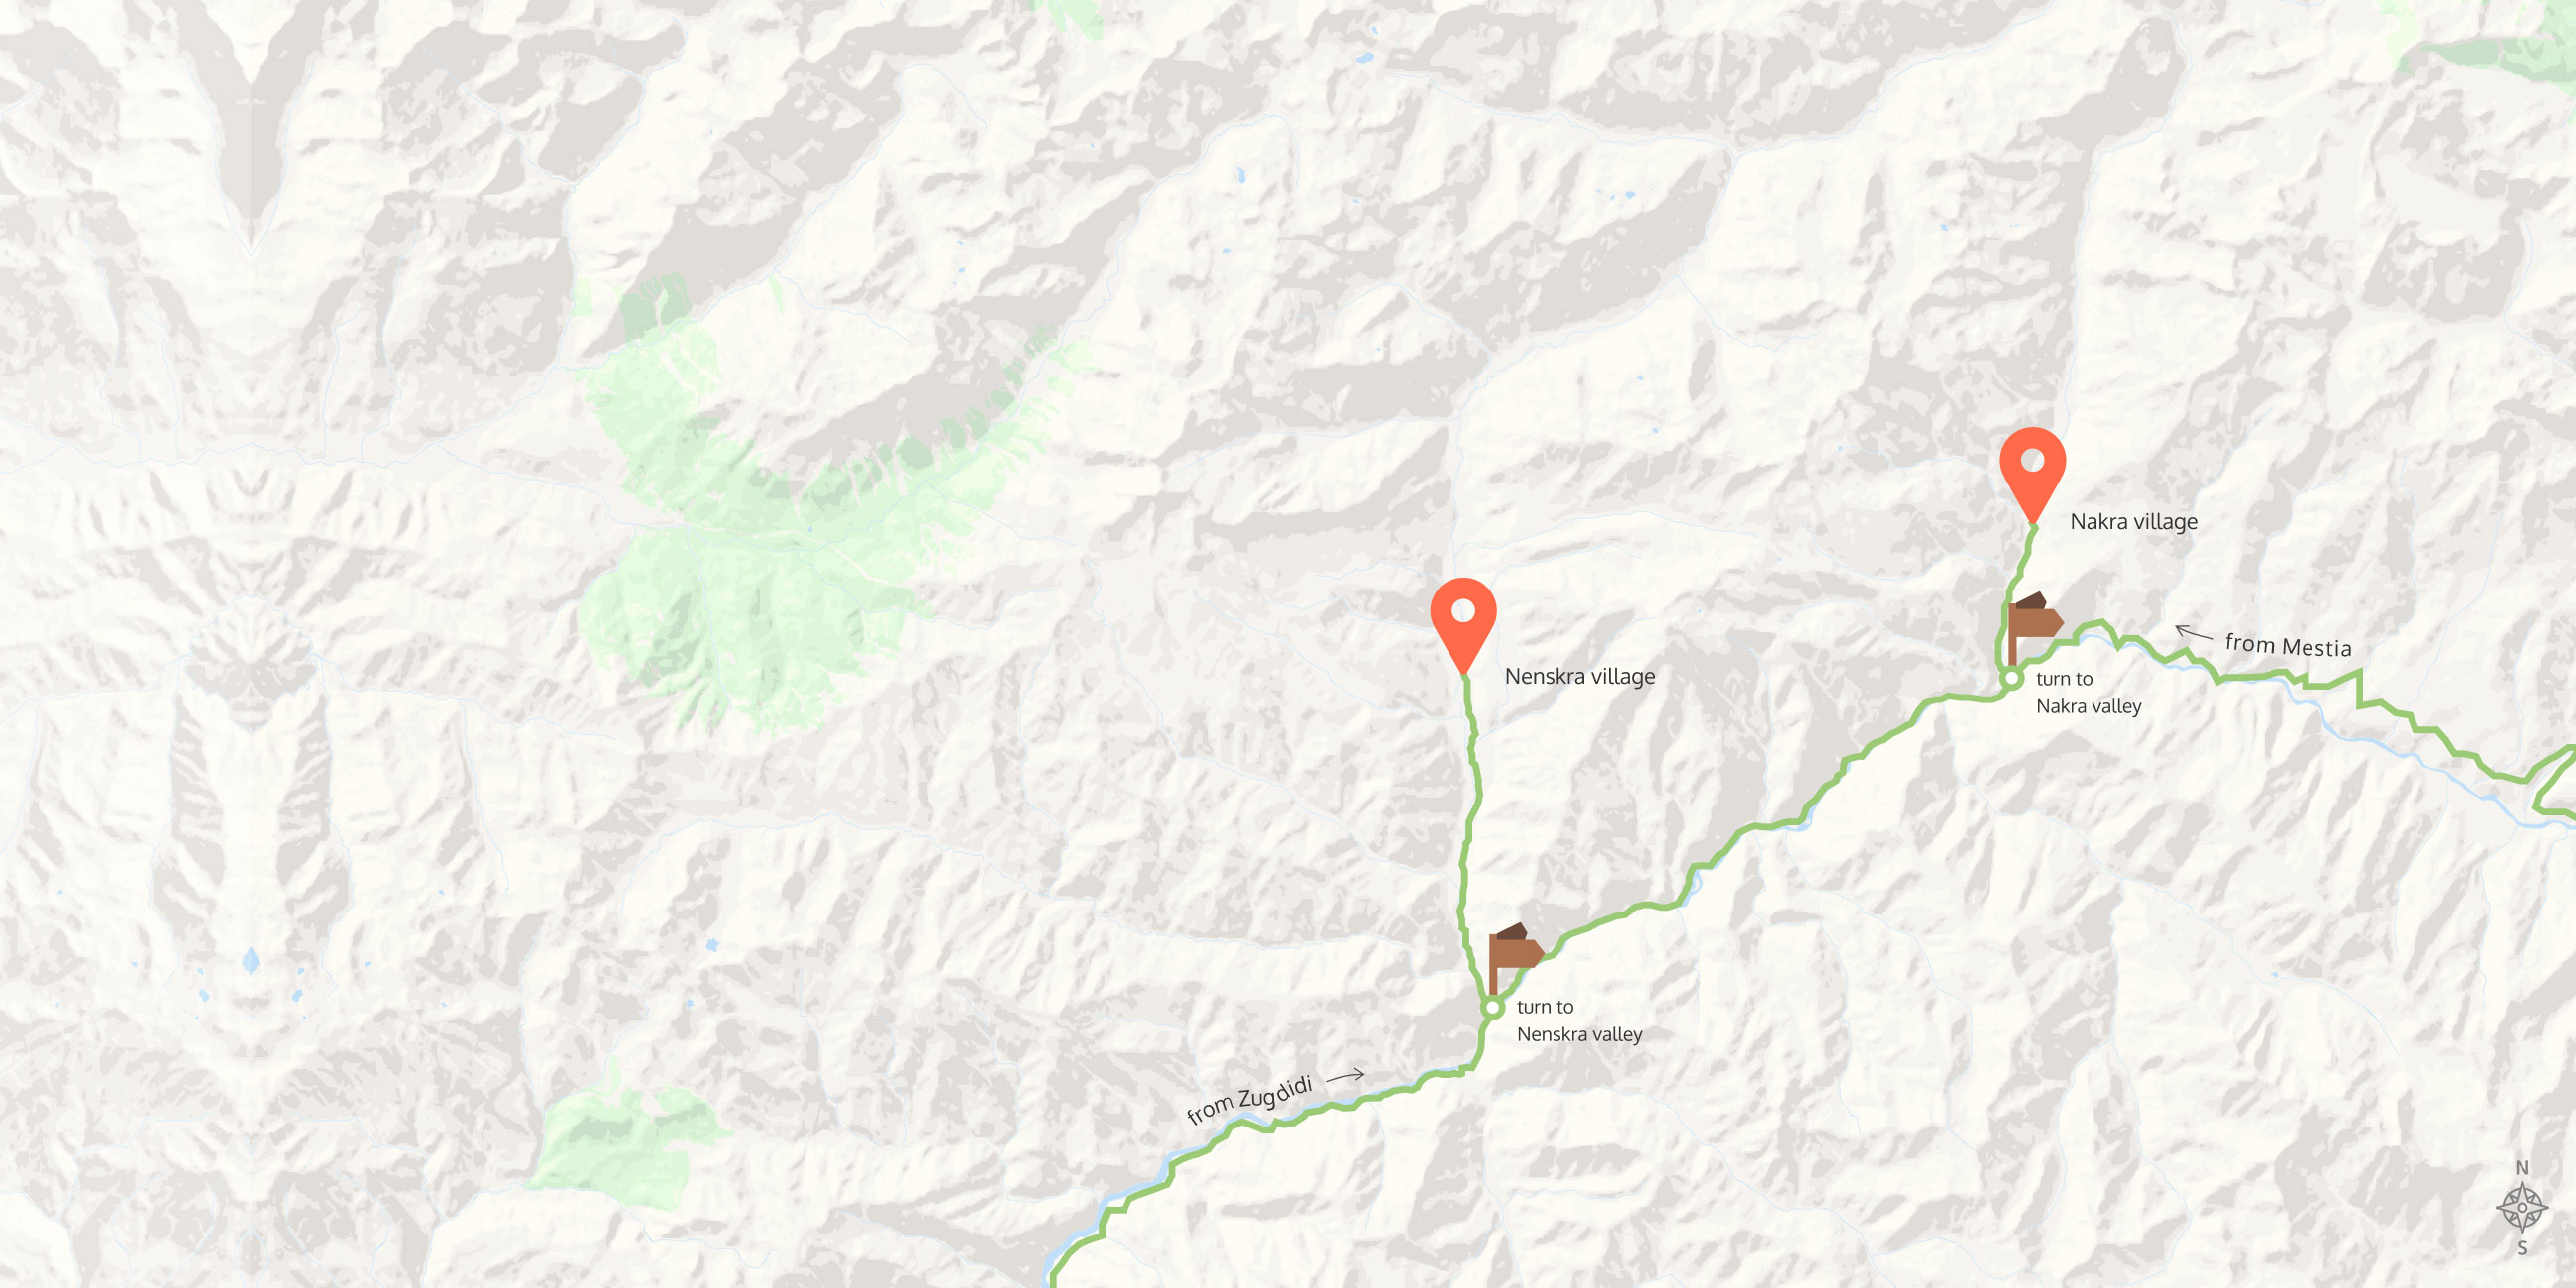 Nakra village
from Mestia
turn to
Nakra valley
Nenskra village
turn to
Nenskra valley
from Zugdidi
N
S